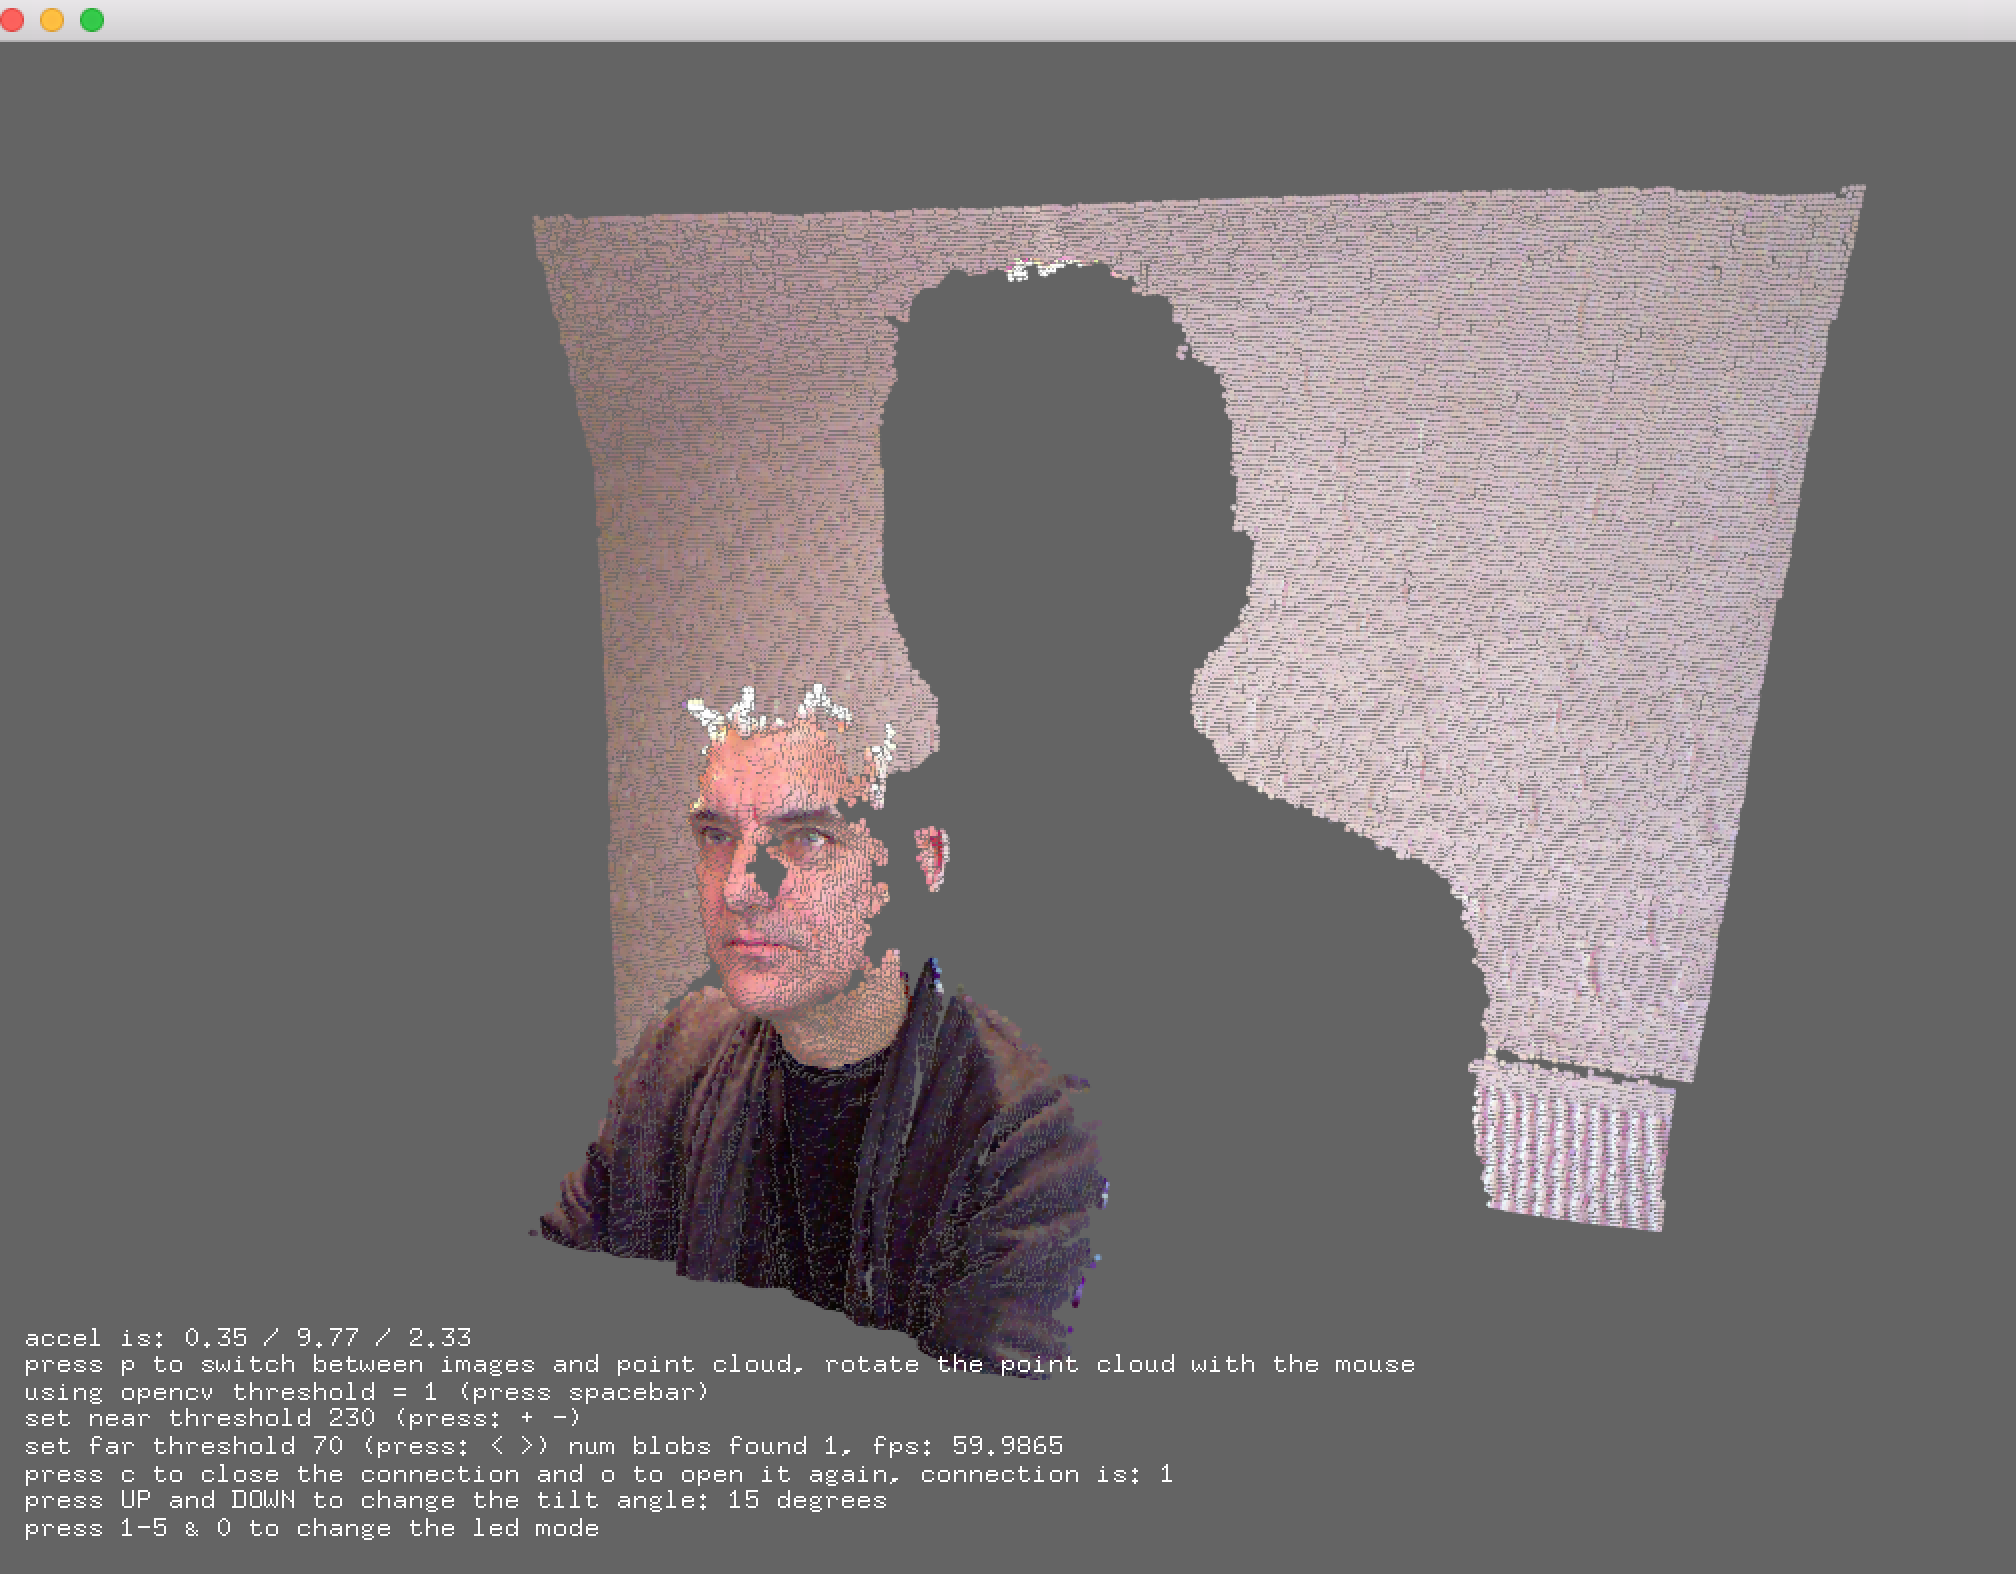 accel is: 0.35 / 9.77 / 2.33
press p to switch between images and point cloud, rotate the point cloud with the mouse
using opencv threshold = 1 (press spacebar)
set near threshold 230 (press: + -)
set far threshold 70 (press: < >) num blobs found 1, fps: 59.9865
press c to close the connection and o to open it again, connection is: 1
press UP and DOWN to change the tilt angle: 15 degrees
press 1-5 & 0 to change the led mode